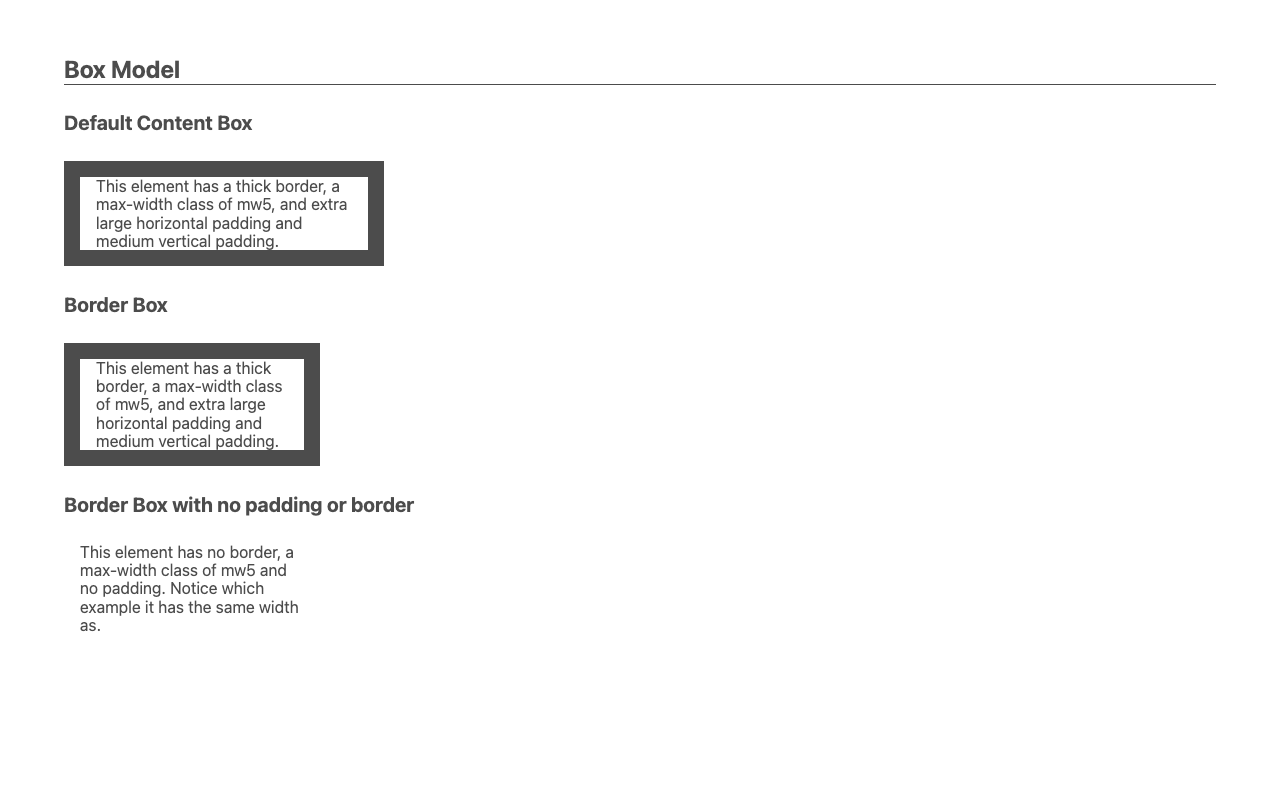 Box Model
Default Content Box
This element has a thick border, a
max-width class of mw5, and extra
large horizontal padding and
medium vertical padding.
Border Box
This element has a thick
border, a max-width class
of mw5, and extra large
horizontal padding and
medium vertical padding.
Border Box with no padding or border
This element has no border, a
max-width class of mw5 and
no padding. Notice which
example it has the same width
as.